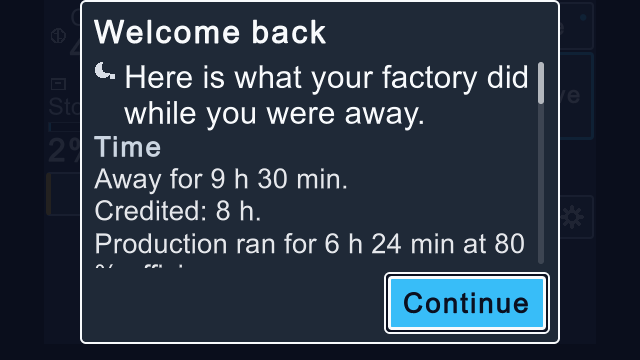 Welcome back
Here is what your factory did
while you were away.
Time
Away for 9 h 30 min.
Credited: 8 h.
Production ran for 6 h 24 min at 80
Continue
2%